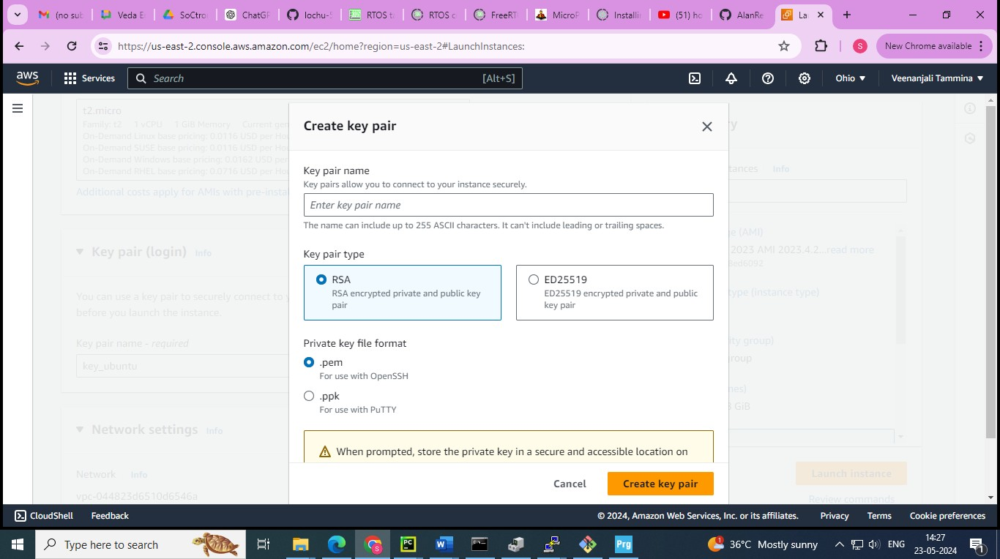 (no sub
Veda E
SoCtro
ChatGP
lochu-S
RTOS t
RTOS c
FreeRT
MicroP
Installi
(51) ho
AlanRe
La
https://us-east-2.console.aws.amazon.com/ec2/home?region=us-east-2#LaunchInstances:
S
New Chrome available
aws
Services
Search
[Alt+S]
Ohio
Veenanjali Tammina
t2.micro
Family: t2 1 vCPU 1 GiB Memory Current gen
On-Demand Linux base pricing: 0.0116 USD per Hou
On-Demand SUSE base pricing: 0.0116 USD per Hou
On-Demand Windows base pricing: 0.0162 USD per
On-Demand RHEL base pricing: 0.0716 USD per Hou
Additional costs apply for AMIs with pre-instal
Key pair (login) Info
You can use a key pair to securely connect to y
before you launch the instance.
Key pair name - required
key_ubuntu
Network settings Info
Network Info
vpc-044823d6510d6546a
Create key pair
Key pair name
Key pairs allow you to connect to your instance securely.
Enter key pair name
The name can include up to 255 ASCII characters. It can't include leading or trailing spaces.
Key pair type
RSA
RSA encrypted private and public key
pair
ED25519
ED25519 encrypted private and public
key pair
Private key file format
.pem
For use with OpenSSH
.ppk
For use with PuTTY
When prompted, store the private key in a secure and accessible location on
Cancel
Create key pair
ry
tances Info
ge (AMI)
2023 AMI 2023.4.2...read more
8ed6092
type (instance type)
ity group)
group
mes)
8 GiB
Launch instance
Review commands
CloudShell
Feedback
© 2024, Amazon Web Services, Inc. or its affiliates.
Privacy
Terms
Cookie preferences
Type here to search
PC
W
Prg
1
36°C Mostly sunny
ENG
14:27
23-05-2024
1